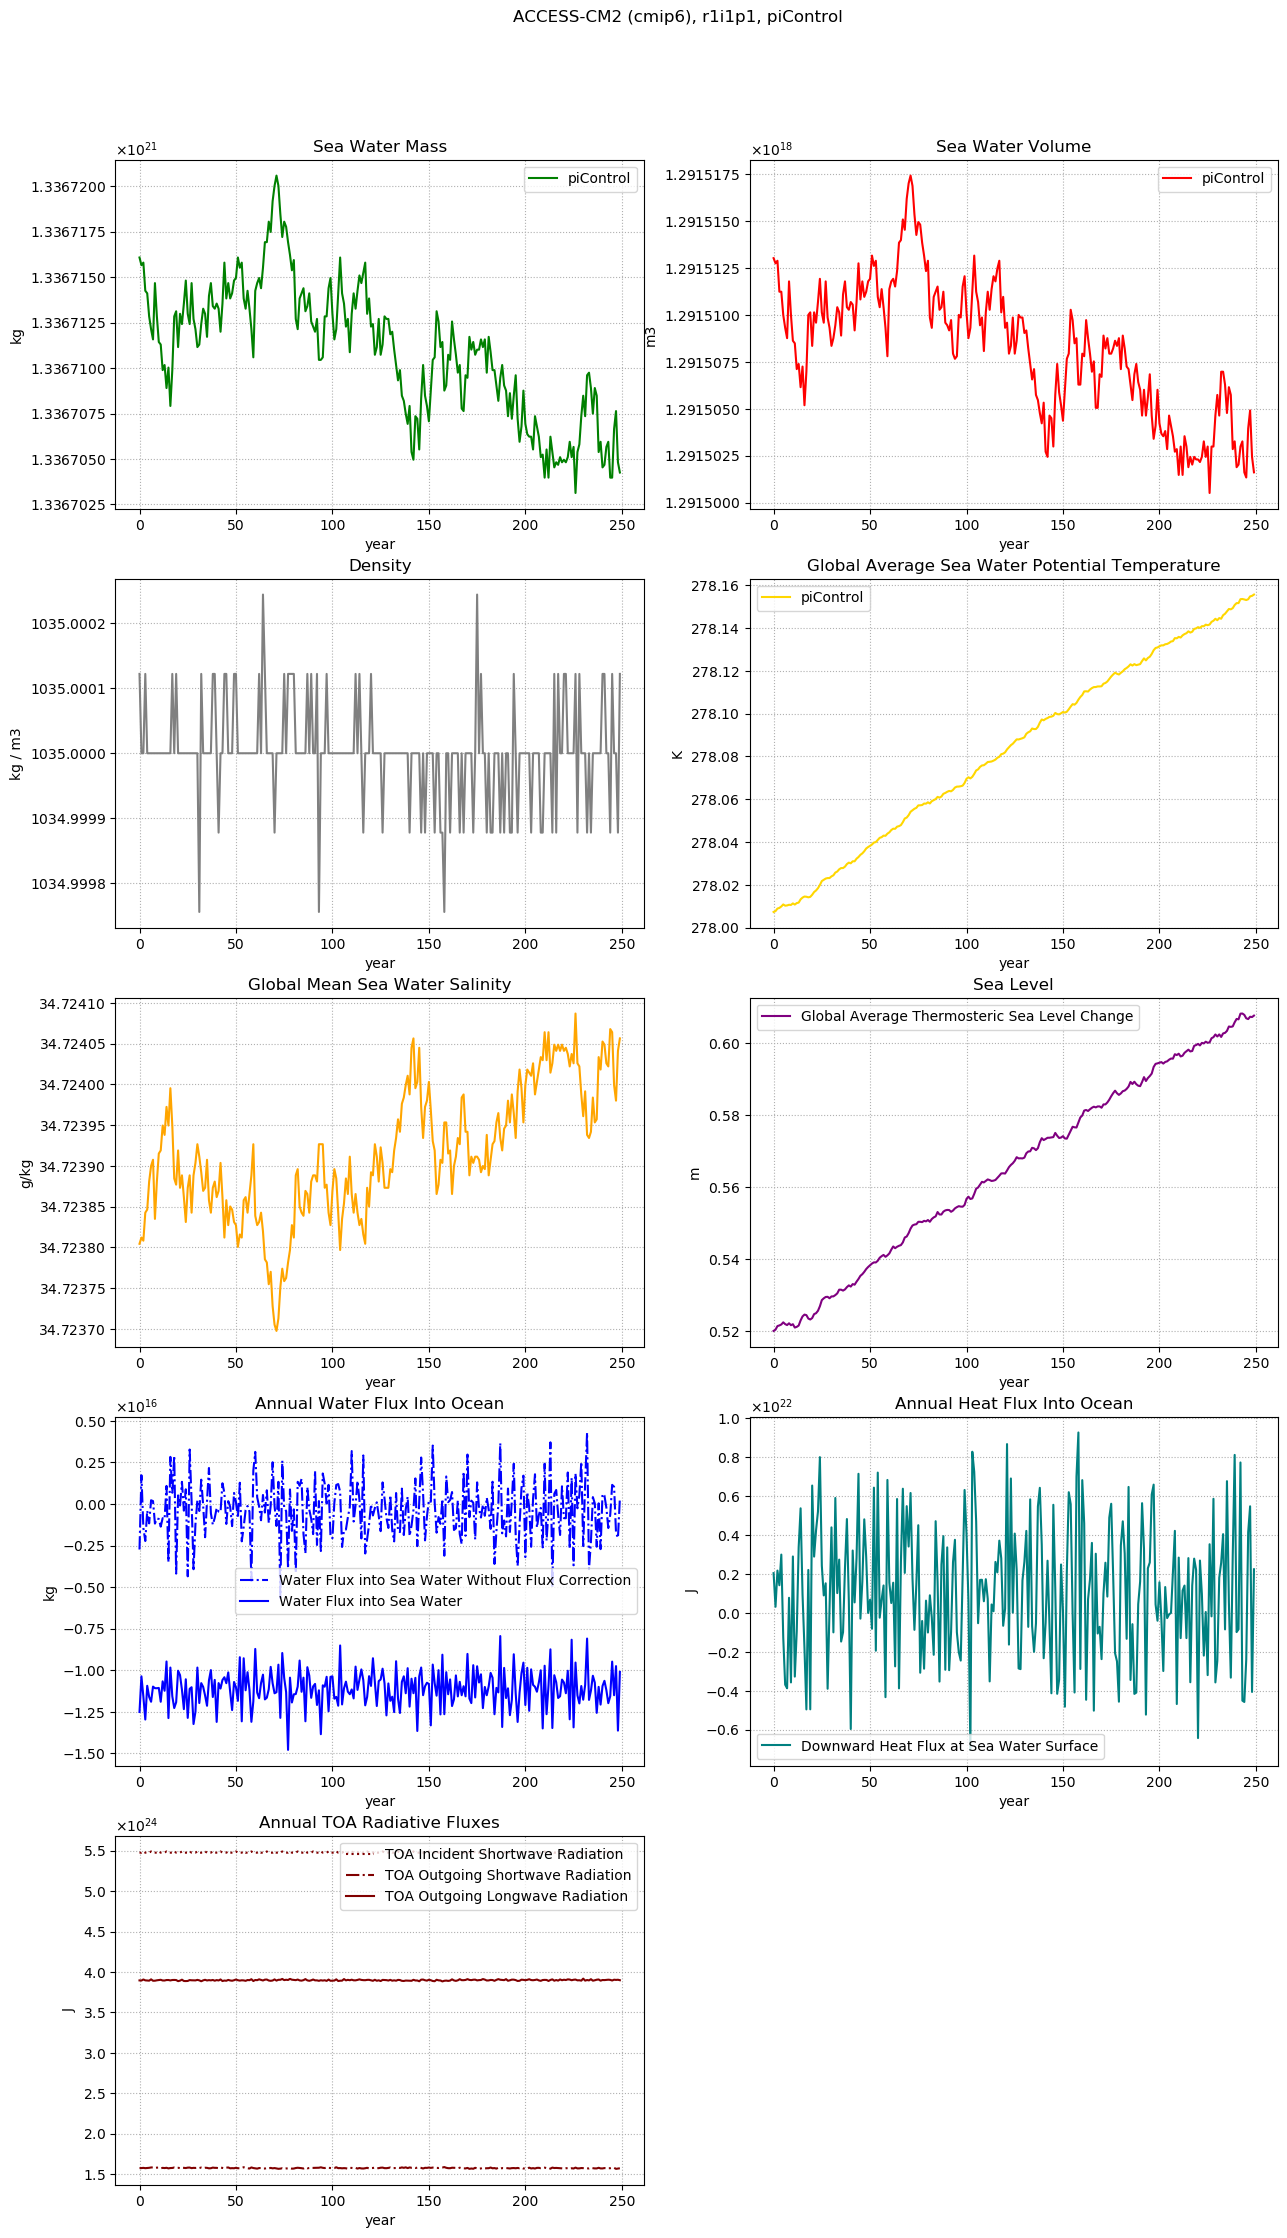 ACCESS-CM2 (cmip6), r1i1p1, piControl
×10²¹
Sea Water Mass
piControl
1.3367200
1.3367175
1.3367150
1.3367125
1.3367100
1.3367075
1.3367050
1.3367025
kg
0 50 100 150 200 250
year
×10¹⁸
Sea Water Volume
piControl
1.2915175
1.2915150
1.2915125
1.2915100
1.2915075
1.2915050
1.2915025
1.2915000
m3
0 50 100 150 200 250
year
Density
1035.0002
1035.0001
1035.0000
1034.9999
1034.9998
kg / m3
0 50 100 150 200 250
year
Global Average Sea Water Potential Temperature
piControl
278.16
278.14
278.12
278.10
278.08
278.06
278.04
278.02
278.00
K
0 50 100 150 200 250
year
Global Mean Sea Water Salinity
34.72410
34.72405
34.72400
34.72395
34.72390
34.72385
34.72380
34.72375
34.72370
g/kg
0 50 100 150 200 250
year
Sea Level
Global Average Thermosteric Sea Level Change
0.60
0.58
0.56
0.54
0.52
m
0 50 100 150 200 250
year
×10¹⁶
Annual Water Flux Into Ocean
0.50
0.25
0.00
−0.25
−0.50
−0.75
−1.00
−1.25
−1.50
kg
Water Flux into Sea Water Without Flux Correction
Water Flux into Sea Water
0 50 100 150 200 250
year
×10²²
Annual Heat Flux Into Ocean
1.0
0.8
0.6
0.4
0.2
0.0
−0.2
−0.4
−0.6
J
Downward Heat Flux at Sea Water Surface
0 50 100 150 200 250
year
×10²⁴
Annual TOA Radiative Fluxes
TOA Incident Shortwave Radiation
TOA Outgoing Shortwave Radiation
TOA Outgoing Longwave Radiation
5.5
5.0
4.5
4.0
3.5
3.0
2.5
2.0
1.5
J
0 50 100 150 200 250
year